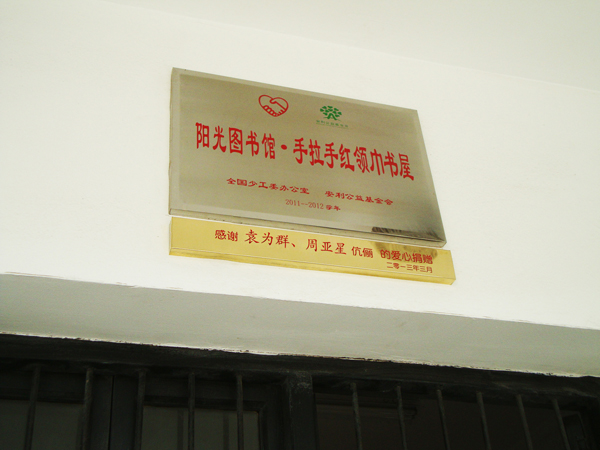 阳光图书馆·手拉手红领巾书屋
全国少工委办公室 安利公益基金会
2011--2012学年
感谢 袁为群、周亚星 伉俪 的爱心捐赠
二零一三年三月